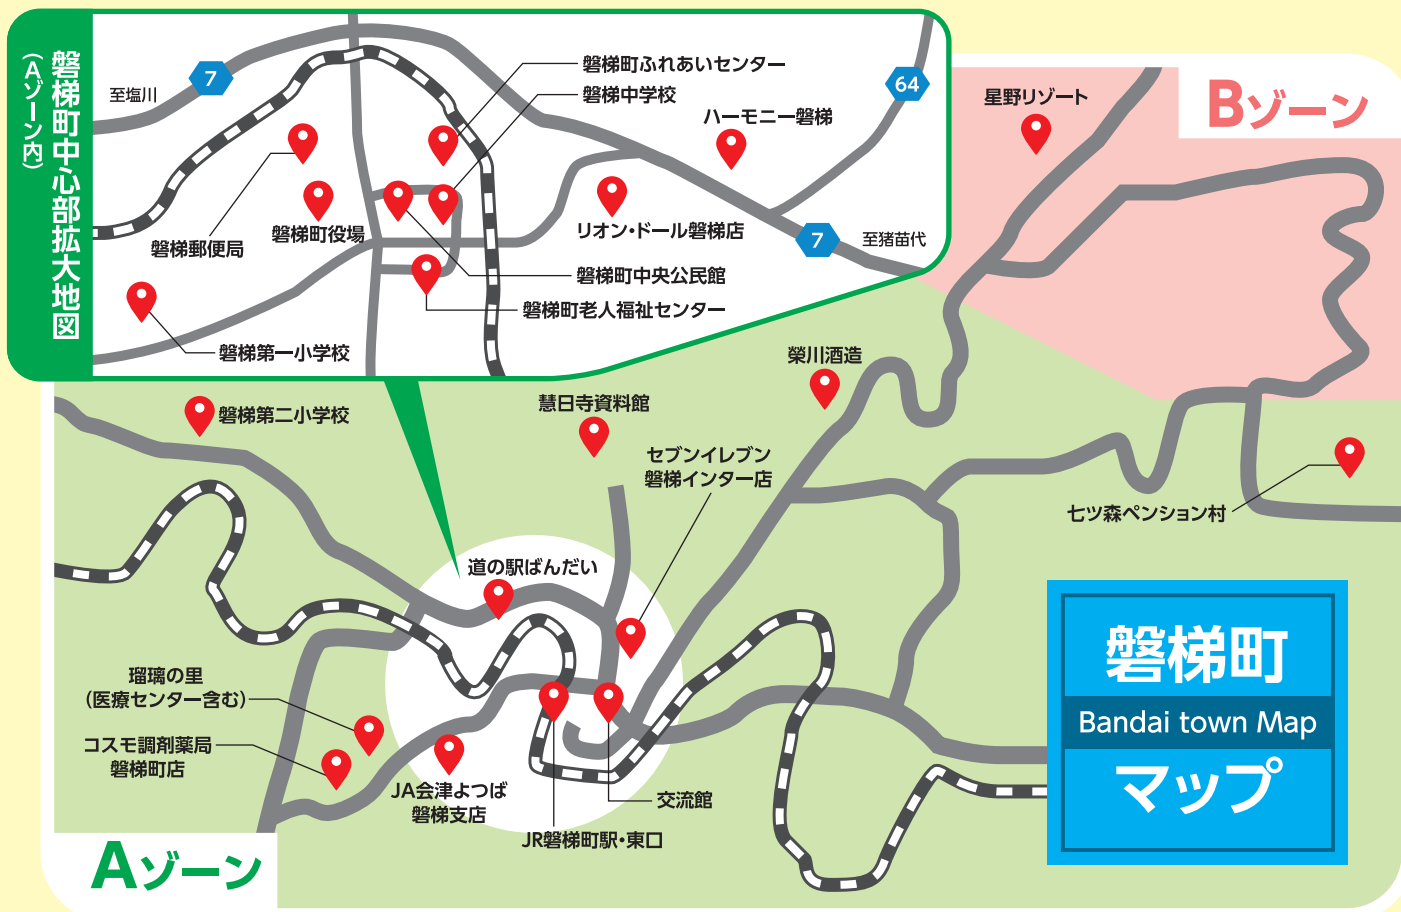 磐梯町中心部拡大地図
(Aゾーン内)
至塩川
7
磐梯町ふれあいセンター
磐梯中学校
ハーモニー磐梯
64
磐梯郵便局
磐梯町役場
リオン・ドール磐梯店
7
至猪苗代
磐梯町中央公民館
磐梯町老人福祉センター
磐梯第一小学校
星野リゾート
Bゾーン
榮川酒造
磐梯第二小学校
慧日寺資料館
セブンイレブン
磐梯インター店
七ツ森ペンション村
道の駅ばんだい
瑠璃の里
(医療センター含む)
コスモ調剤薬局
磐梯町店
JA会津よつば
磐梯支店
交流館
JR磐梯町駅・東口
Aゾーン
磐梯町
Bandai town Map
マップ